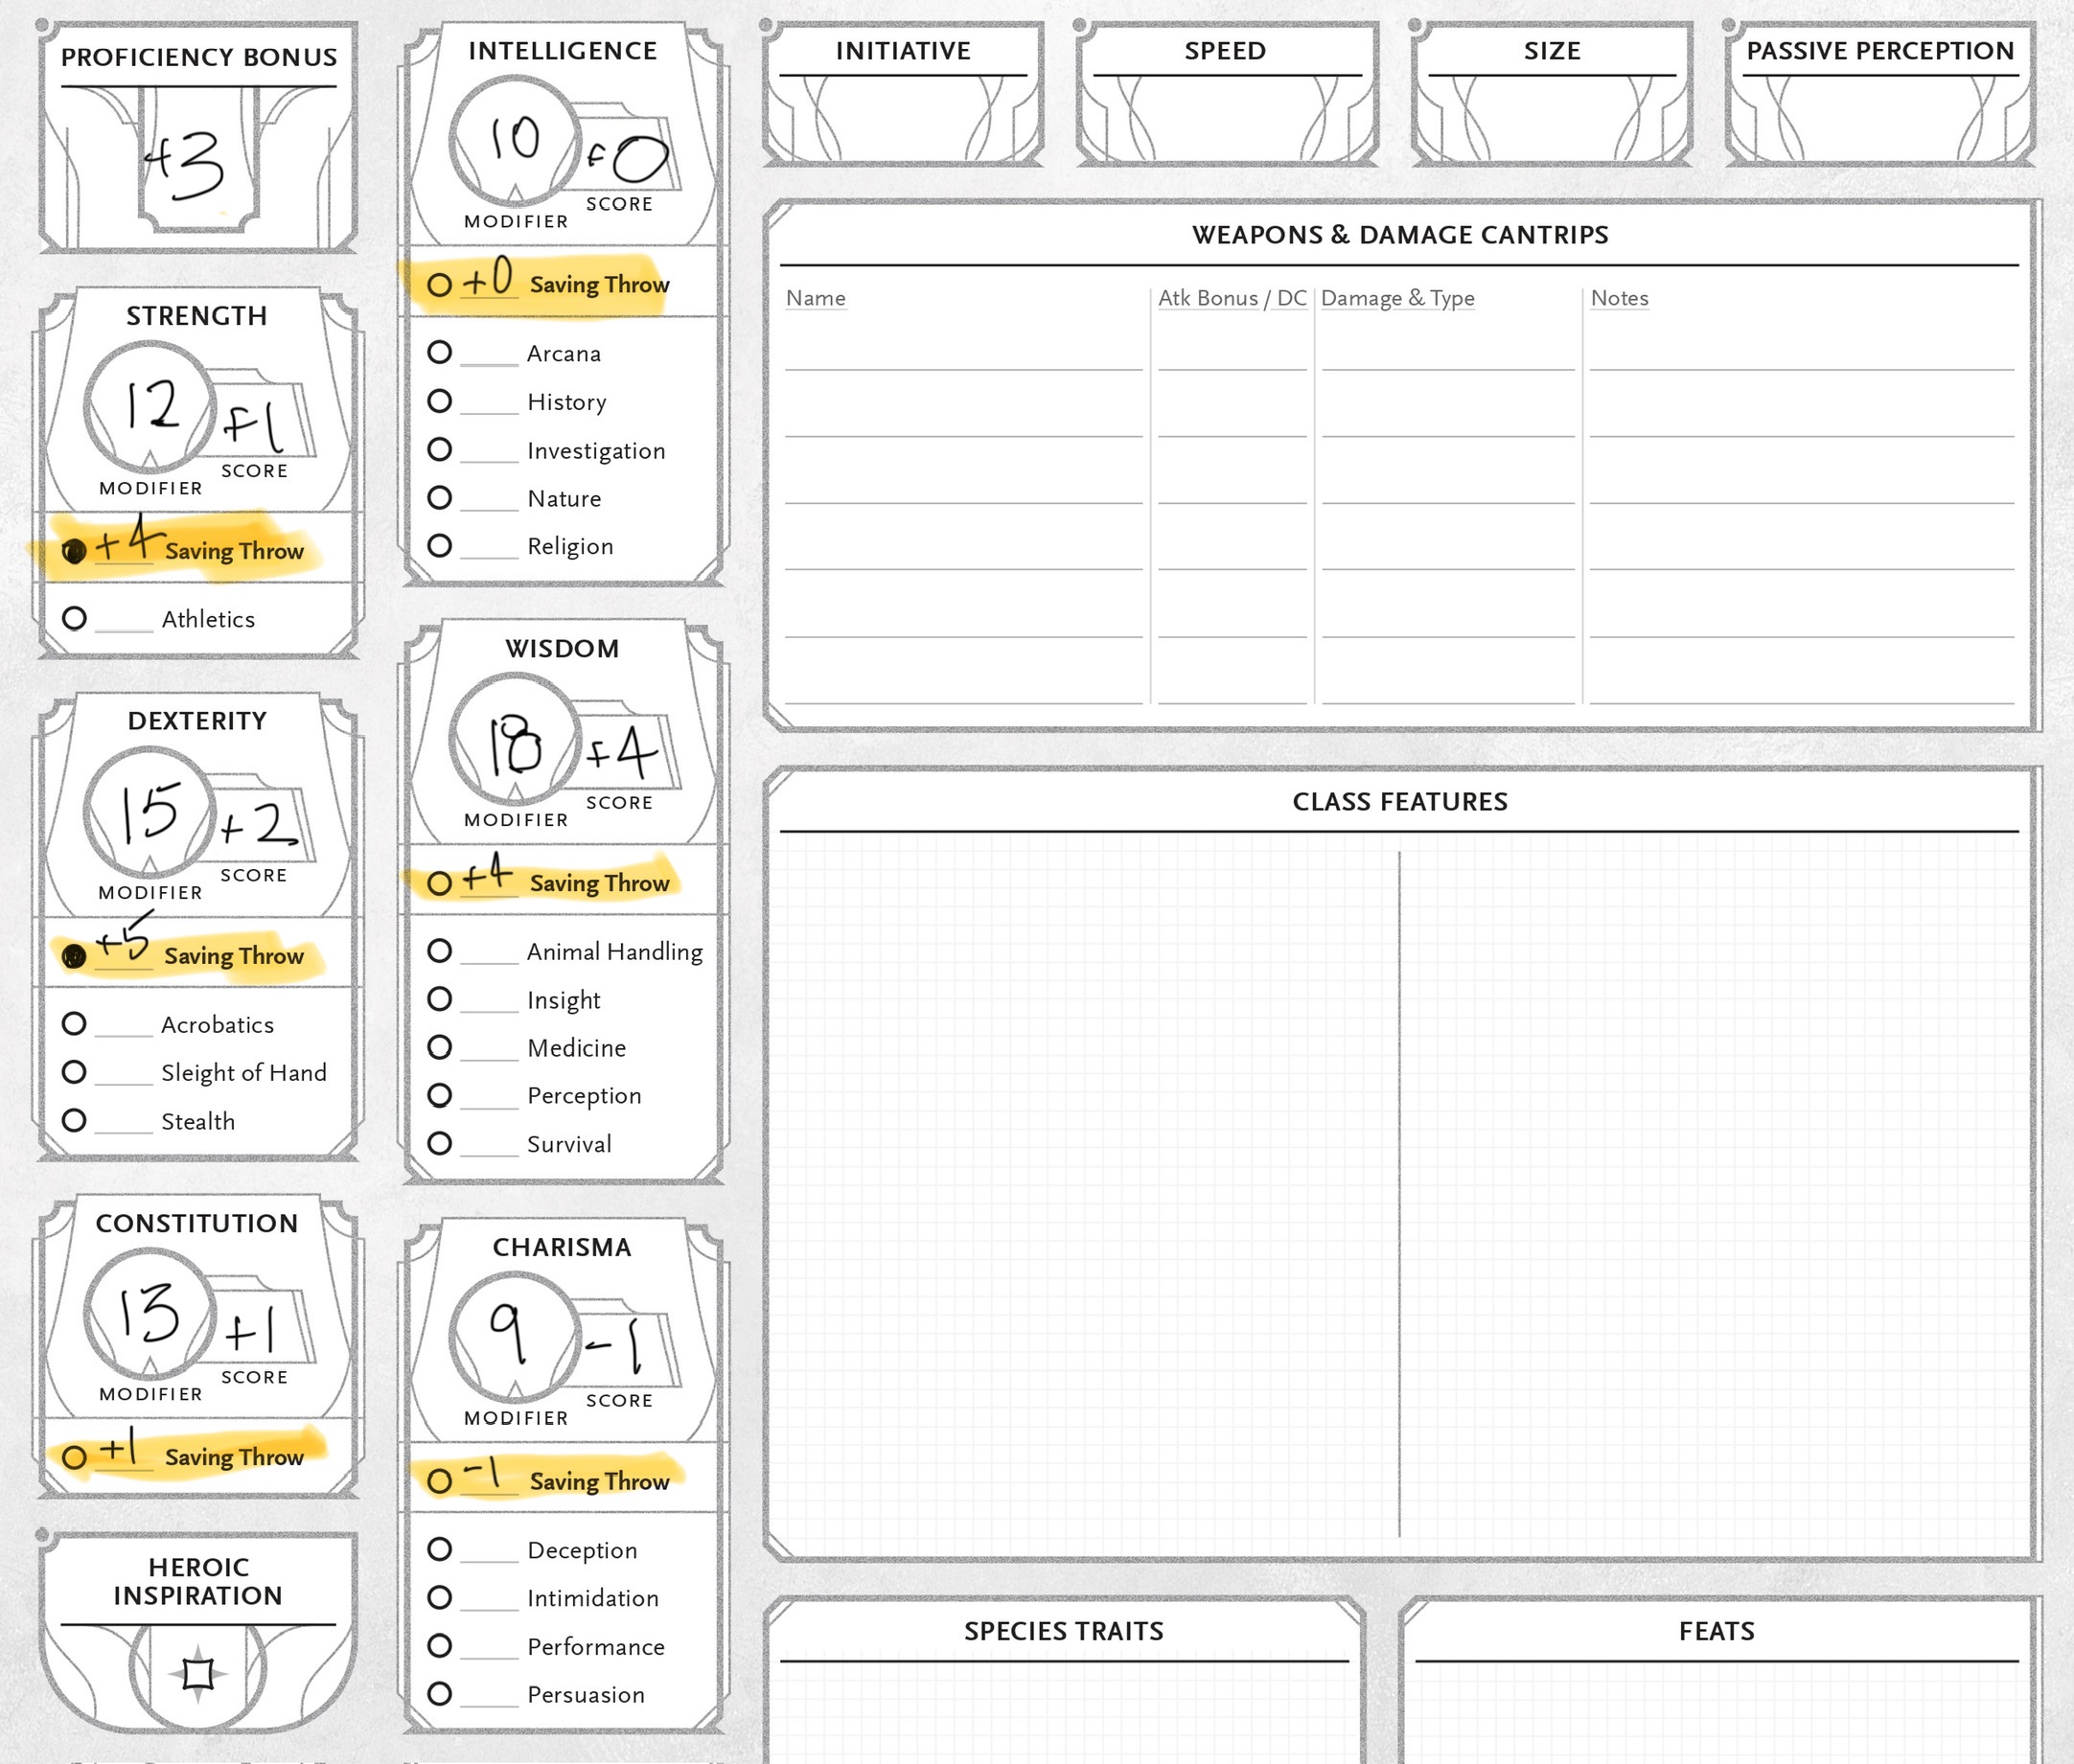 PROFICIENCY BONUS
+3
STRENGTH
12
+1
SCORE
MODIFIER
+4 Saving Throw
Athletics
DEXTERITY
15
+2
SCORE
MODIFIER
+5 Saving Throw
Acrobatics
Sleight of Hand
Stealth
CONSTITUTION
13
+1
SCORE
MODIFIER
+1 Saving Throw
HEROIC
INSPIRATION
INTELLIGENCE
10
+0
SCORE
MODIFIER
+0 Saving Throw
Arcana
History
Investigation
Nature
Religion
WISDOM
18
+4
SCORE
MODIFIER
+4 Saving Throw
Animal Handling
Insight
Medicine
Perception
Survival
CHARISMA
9
-1
SCORE
MODIFIER
-1 Saving Throw
Deception
Intimidation
Performance
Persuasion
INITIATIVE
SPEED
SIZE
PASSIVE PERCEPTION
WEAPONS & DAMAGE CANTRIPS
Name Atk Bonus / DC Damage & Type Notes
CLASS FEATURES
SPECIES TRAITS
FEATS